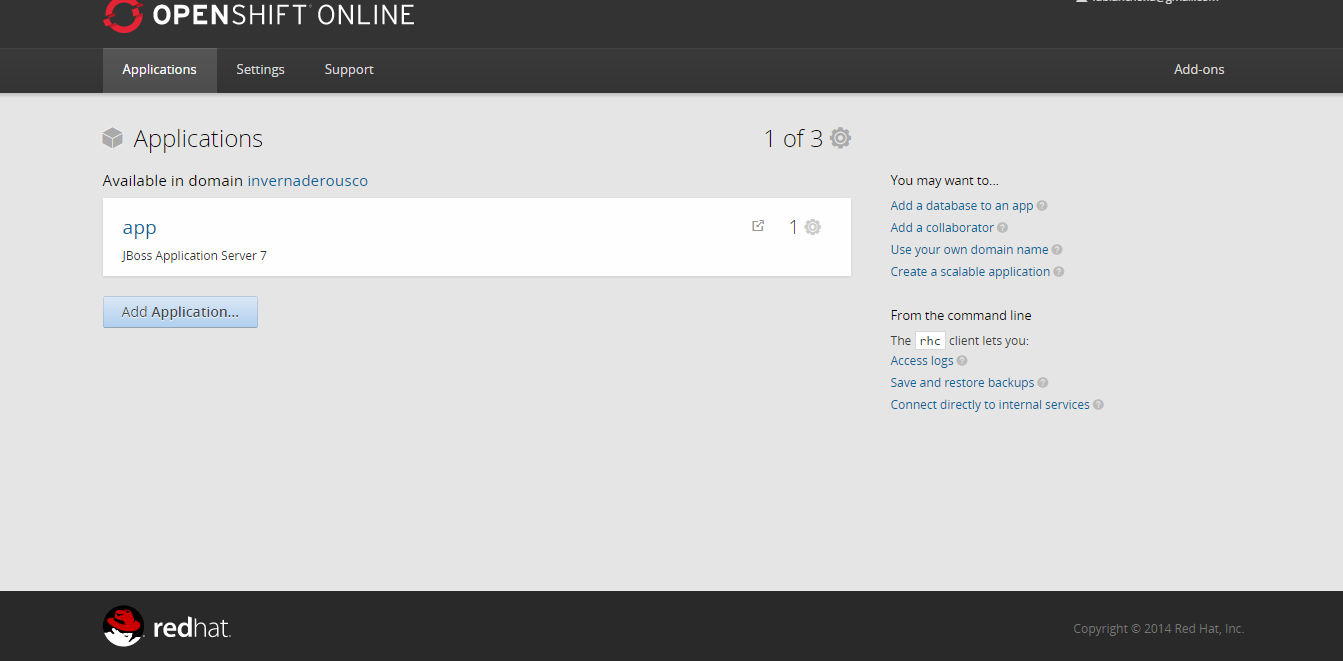 OPENSHIFT ONLINE
Applications
Settings
Support
Add-ons
Applications
1 of 3
Available in domain invernaderousco
app
1
JBoss Application Server 7
Add Application...
You may want to...
Add a database to an app
Add a collaborator
Use your own domain name
Create a scalable application
From the command line
The rhc client lets you:
Access logs
Save and restore backups
Connect directly to internal services
redhat.
Copyright © 2014 Red Hat, Inc.